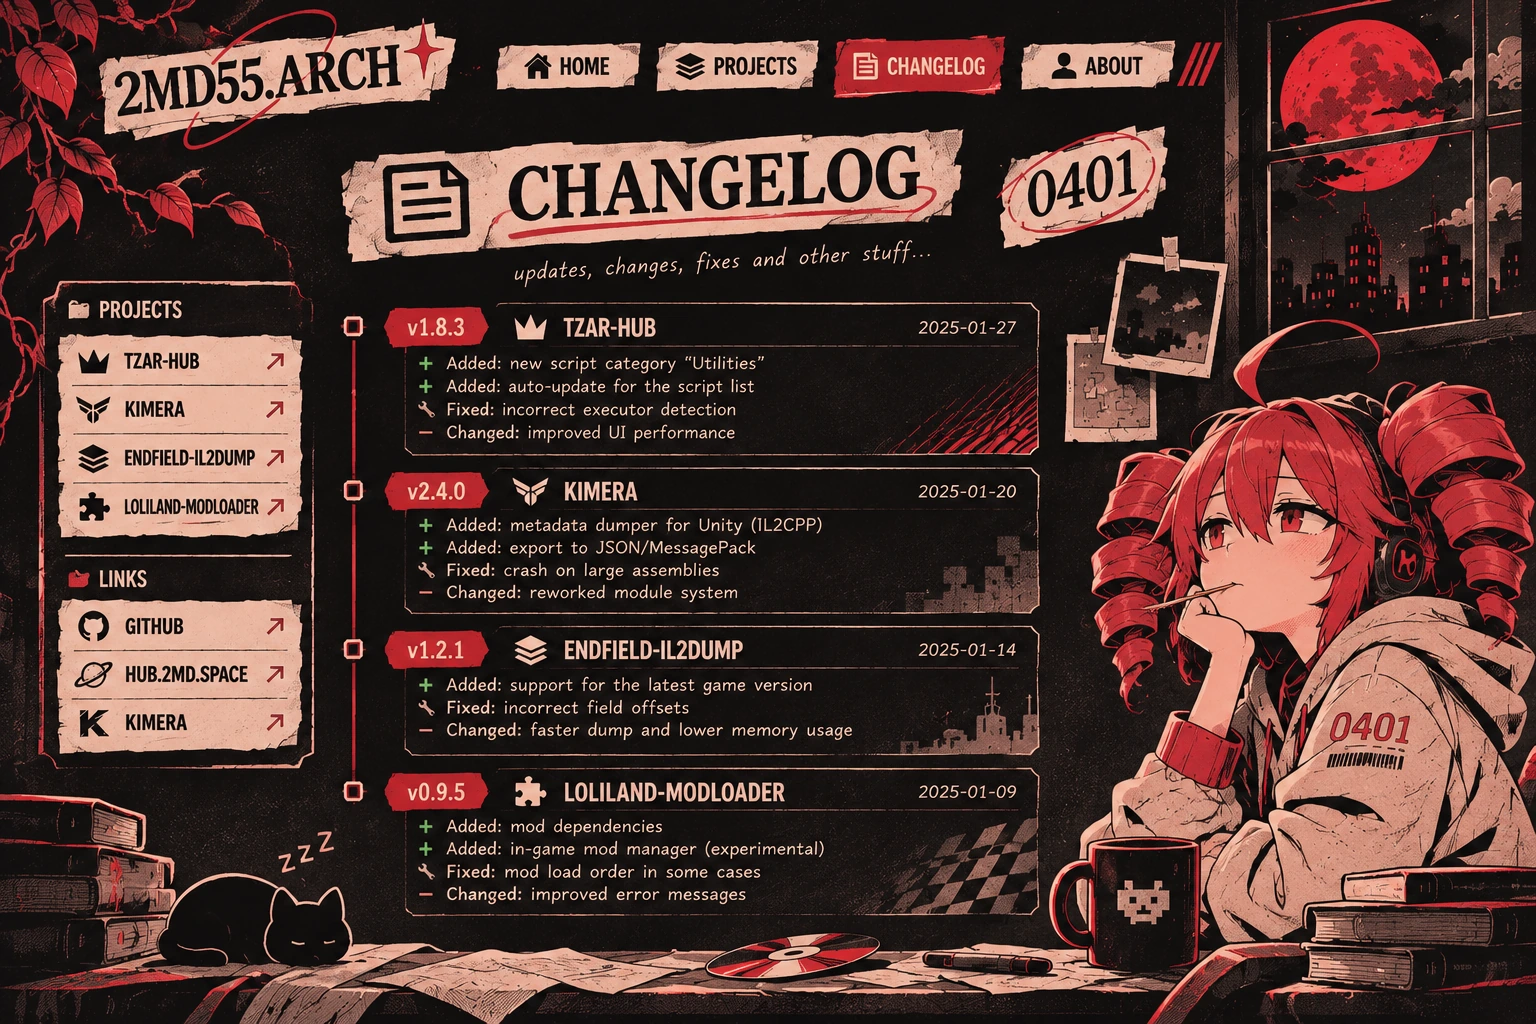 2MD55.ARCH
HOME
PROJECTS
CHANGELOG
ABOUT
CHANGELOG
0401
updates, changes, fixes and other stuff...
PROJECTS
TZAR-HUB
KIMERA
ENDFIELD-IL2DUMP
LOLILAND-MODLOADER
LINKS
GITHUB
HUB.2MD.SPACE
KIMERA
v1.8.3 TZAR-HUB 2025-01-27
+ Added: new script category “Utilities”
+ Added: auto-update for the script list
Fixed: incorrect executor detection
− Changed: improved UI performance
v2.4.0 KIMERA 2025-01-20
+ Added: metadata dumper for Unity (IL2CPP)
+ Added: export to JSON/MessagePack
Fixed: crash on large assemblies
− Changed: reworked module system
v1.2.1 ENDFIELD-IL2DUMP 2025-01-14
+ Added: support for the latest game version
Fixed: incorrect field offsets
− Changed: faster dump and lower memory usage
v0.9.5 LOLILAND-MODLOADER 2025-01-09
+ Added: mod dependencies
+ Added: in-game mod manager (experimental)
Fixed: mod load order in some cases
− Changed: improved error messages
zzz
0401